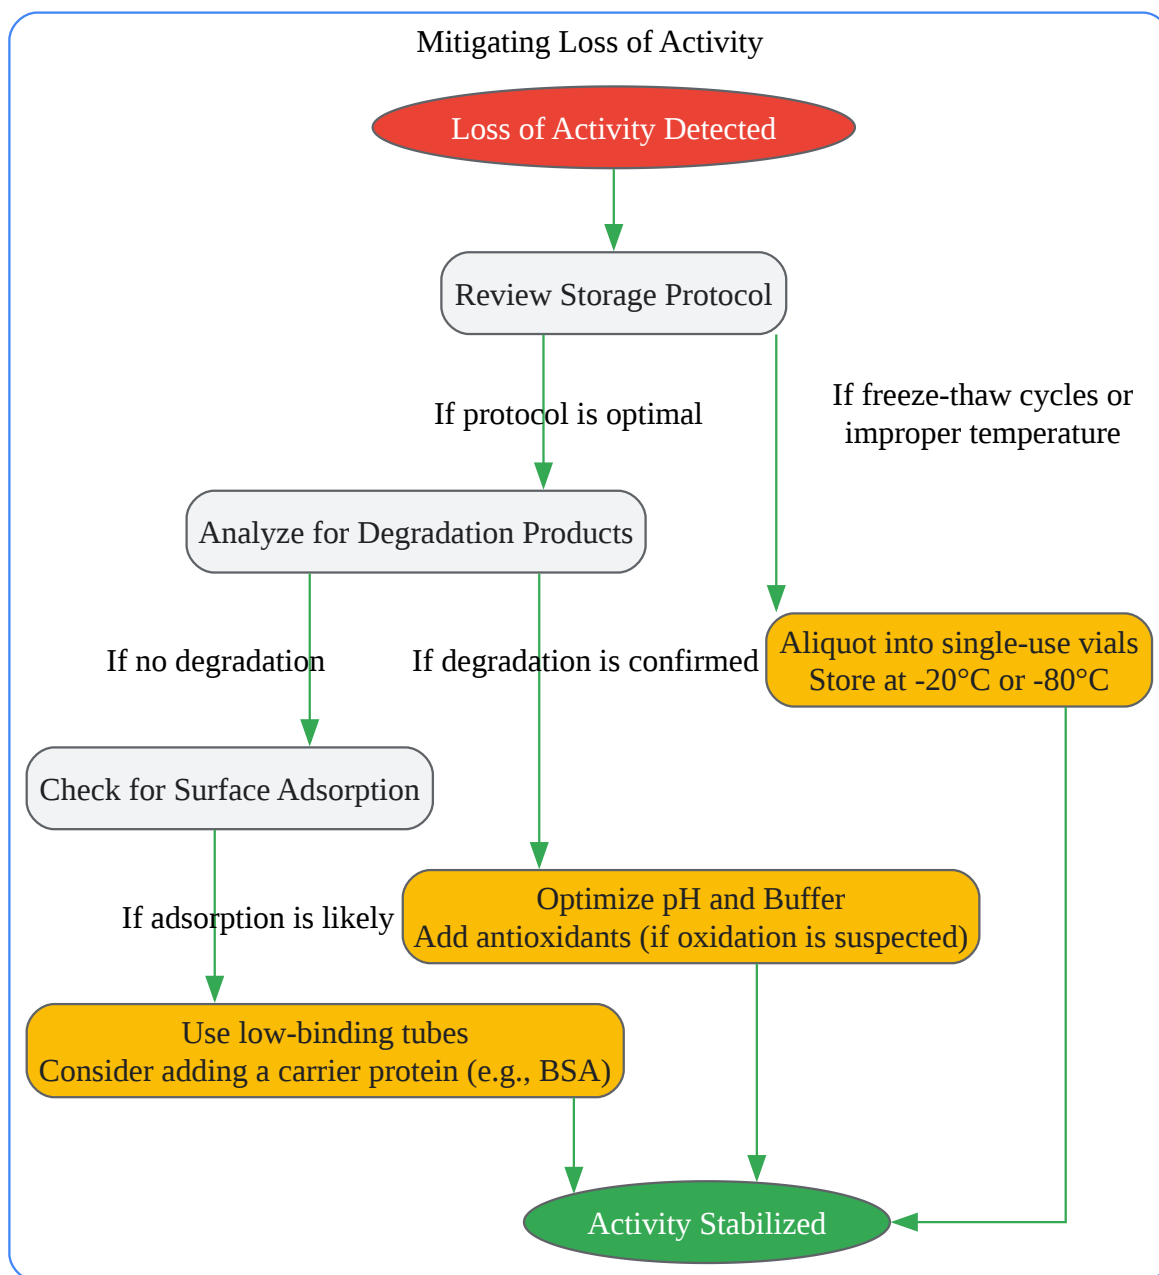 Mitigating Loss of Activity
Loss of Activity Detected
Review Storage Protocol
If protocol is optimal
If freeze-thaw cycles or
improper temperature
Analyze for Degradation Products
If no degradation
If degradation is confirmed
Aliquot into single-use vials
Store at -20°C or -80°C
Check for Surface Adsorption
If adsorption is likely
Optimize pH and Buffer
Add antioxidants (if oxidation is suspected)
Use low-binding tubes
Consider adding a carrier protein (e.g., BSA)
Activity Stabilized